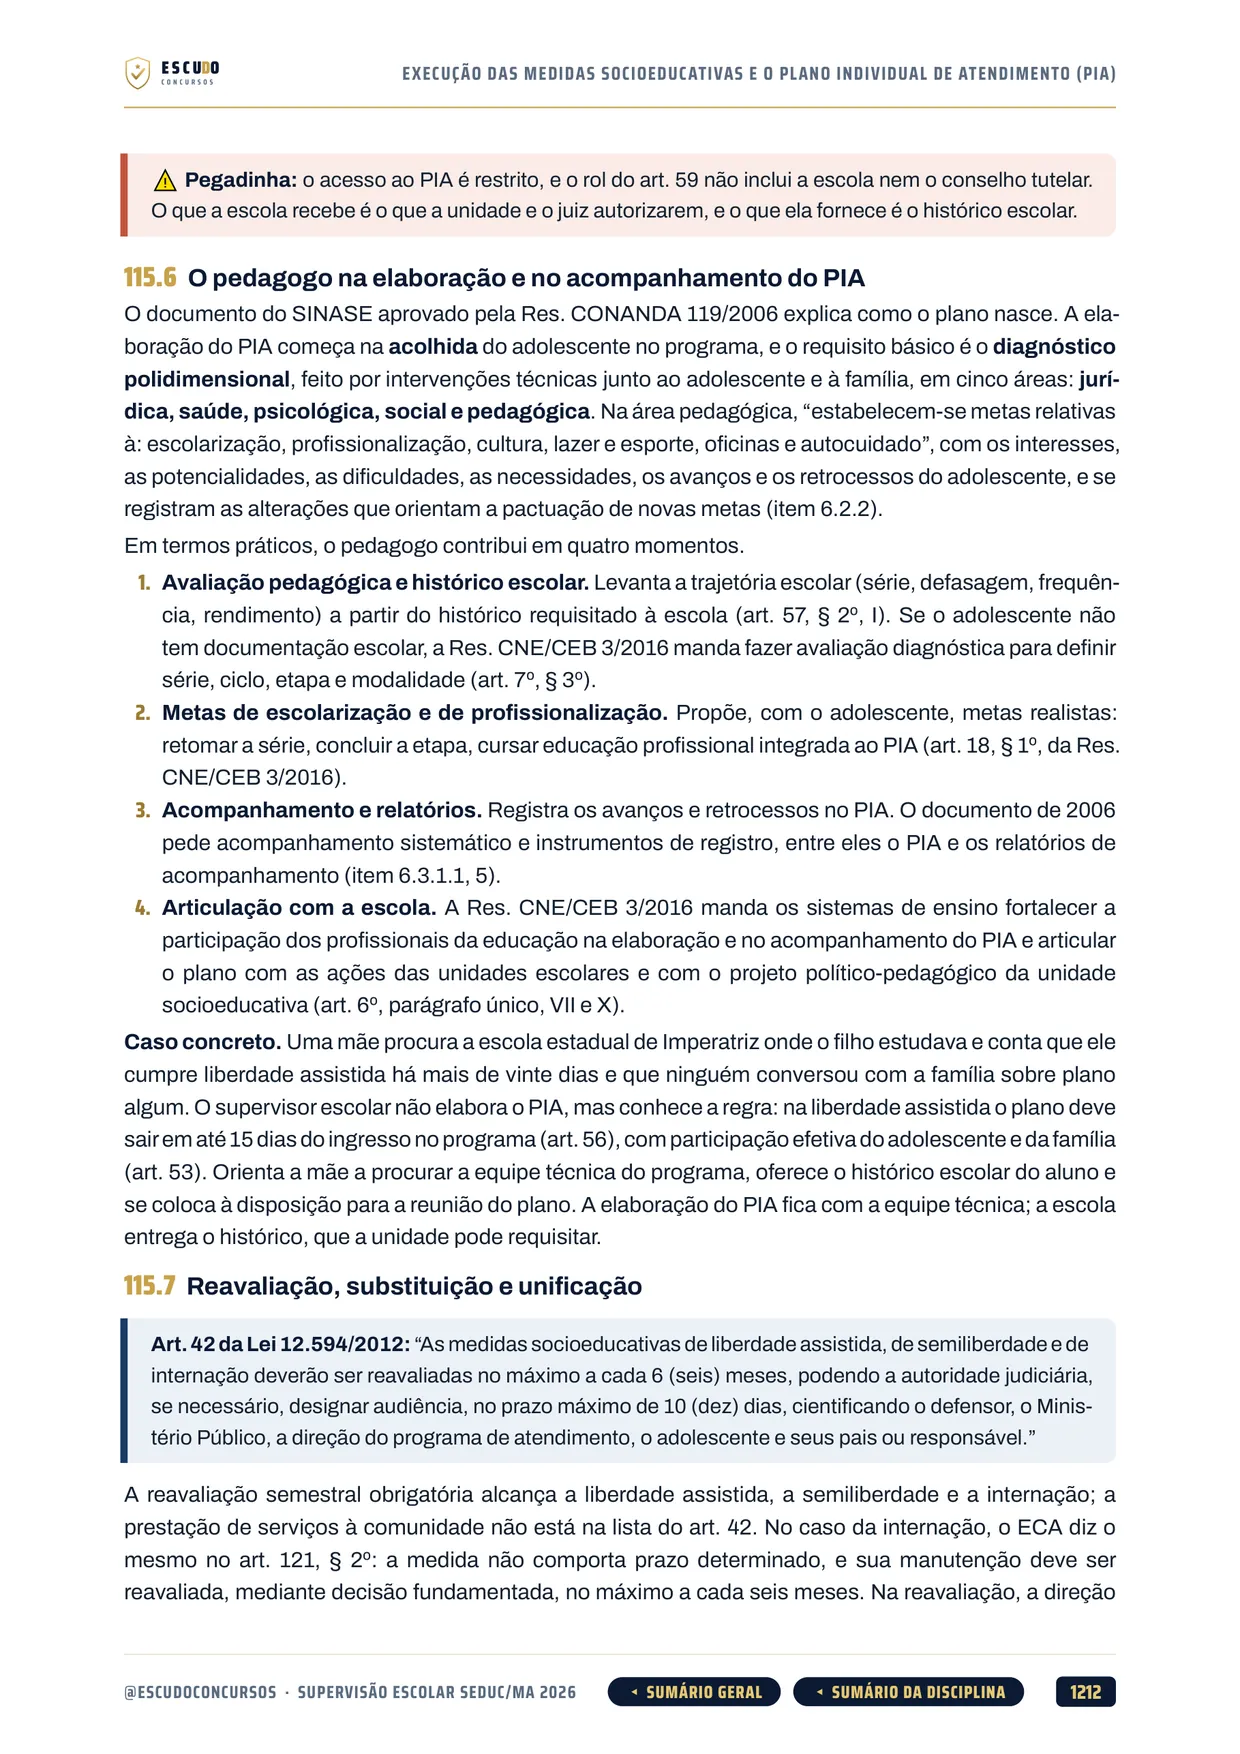 ESCUDO
CONCURSOS
EXECUÇÃO DAS MEDIDAS SOCIOEDUCATIVAS E O PLANO INDIVIDUAL DE ATENDIMENTO (PIA)
⚠ Pegadinha: o acesso ao PIA é restrito, e o rol do art. 59 não inclui a escola nem o conselho tutelar.
O que a escola recebe é o que a unidade e o juiz autorizarem, e o que ela fornece é o histórico escolar.
115.6 O pedagogo na elaboração e no acompanhamento do PIA
O documento do SINASE aprovado pela Res. CONANDA 119/2006 explica como o plano nasce. A ela-
boração do PIA começa na acolhida do adolescente no programa, e o requisito básico é o diagnóstico
polidimensional, feito por intervenções técnicas junto ao adolescente e à família, em cinco áreas: jurí-
dica, saúde, psicológica, social e pedagógica. Na área pedagógica, “estabelecem-se metas relativas
à: escolarização, profissionalização, cultura, lazer e esporte, oficinas e autocuidado”, com os interesses,
as potencialidades, as dificuldades, as necessidades, os avanços e os retrocessos do adolescente, e se
registram as alterações que orientam a pactuação de novas metas (item 6.2.2).
Em termos práticos, o pedagogo contribui em quatro momentos.
1. Avaliação pedagógica e histórico escolar. Levanta a trajetória escolar (série, defasagem, frequên-
cia, rendimento) a partir do histórico requisitado à escola (art. 57, § 2º, I). Se o adolescente não
tem documentação escolar, a Res. CNE/CEB 3/2016 manda fazer avaliação diagnóstica para definir
série, ciclo, etapa e modalidade (art. 7º, § 3º).
2. Metas de escolarização e de profissionalização. Propõe, com o adolescente, metas realistas:
retomar a série, concluir a etapa, cursar educação profissional integrada ao PIA (art. 18, § 1º, da Res.
CNE/CEB 3/2016).
3. Acompanhamento e relatórios. Registra os avanços e retrocessos no PIA. O documento de 2006
pede acompanhamento sistemático e instrumentos de registro, entre eles o PIA e os relatórios de
acompanhamento (item 6.3.1.1, 5).
4. Articulação com a escola. A Res. CNE/CEB 3/2016 manda os sistemas de ensino fortalecer a
participação dos profissionais da educação na elaboração e no acompanhamento do PIA e articular
o plano com as ações das unidades escolares e com o projeto político-pedagógico da unidade
socioeducativa (art. 6º, parágrafo único, VII e X).
Caso concreto. Uma mãe procura a escola estadual de Imperatriz onde o filho estudava e conta que ele
cumpre liberdade assistida há mais de vinte dias e que ninguém conversou com a família sobre plano
algum. O supervisor escolar não elabora o PIA, mas conhece a regra: na liberdade assistida o plano deve
sair em até 15 dias do ingresso no programa (art. 56), com participação efetiva do adolescente e da família
(art. 53). Orienta a mãe a procurar a equipe técnica do programa, oferece o histórico escolar do aluno e
se coloca à disposição para a reunião do plano. A elaboração do PIA fica com a equipe técnica; a escola
entrega o histórico, que a unidade pode requisitar.
115.7 Reavaliação, substituição e unificação
Art. 42 da Lei 12.594/2012: “As medidas socioeducativas de liberdade assistida, de semiliberdade e de
internação deverão ser reavaliadas no máximo a cada 6 (seis) meses, podendo a autoridade judiciária,
se necessário, designar audiência, no prazo máximo de 10 (dez) dias, cientificando o defensor, o Minis-
tério Público, a direção do programa de atendimento, o adolescente e seus pais ou responsável.”
A reavaliação semestral obrigatória alcança a liberdade assistida, a semiliberdade e a internação; a
prestação de serviços à comunidade não está na lista do art. 42. No caso da internação, o ECA diz o
mesmo no art. 121, § 2º: a medida não comporta prazo determinado, e sua manutenção deve ser
reavaliada, mediante decisão fundamentada, no máximo a cada seis meses. Na reavaliação, a direção
@ESCUDOCONCURSOS · SUPERVISÃO ESCOLAR SEDUC/MA 2026
◂ SUMÁRIO GERAL
◂ SUMÁRIO DA DISCIPLINA
1212